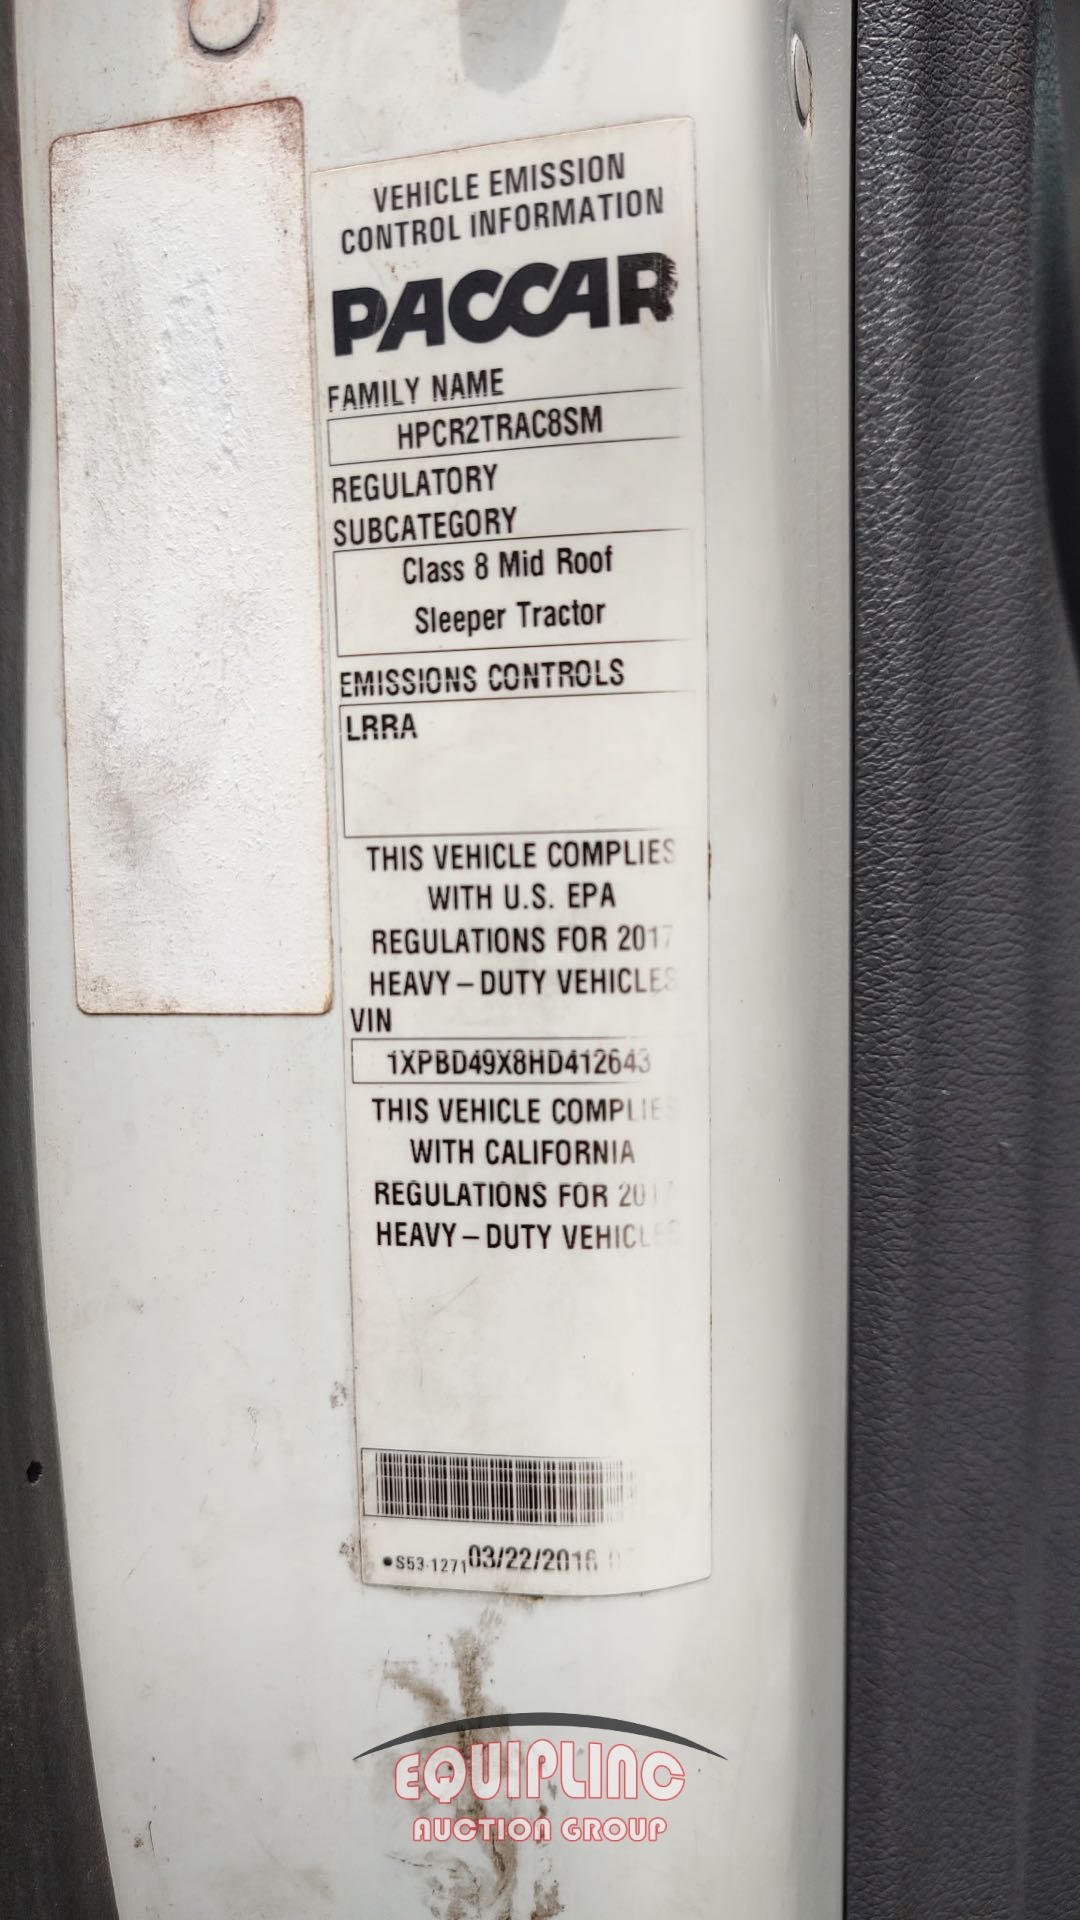 VEHICLE EMISSION
CONTROL INFORMATION
PACCAR
FAMILY NAME
HPCR2TRAC8SM
REGULATORY
SUBCATEGORY
Class 8 Mid Roof
Sleeper Tractor
EMISSIONS CONTROLS
LRRA
THIS VEHICLE COMPLIES
WITH U.S. EPA
REGULATIONS FOR 2017
HEAVY – DUTY VEHICLES
VIN
1XPBD49X8HD412643
THIS VEHICLE COMPLIES
WITH CALIFORNIA
REGULATIONS FOR 2017
HEAVY – DUTY VEHICLES
•S53-1271 03/22/2016
EQUIPLINC
AUCTION GROUP